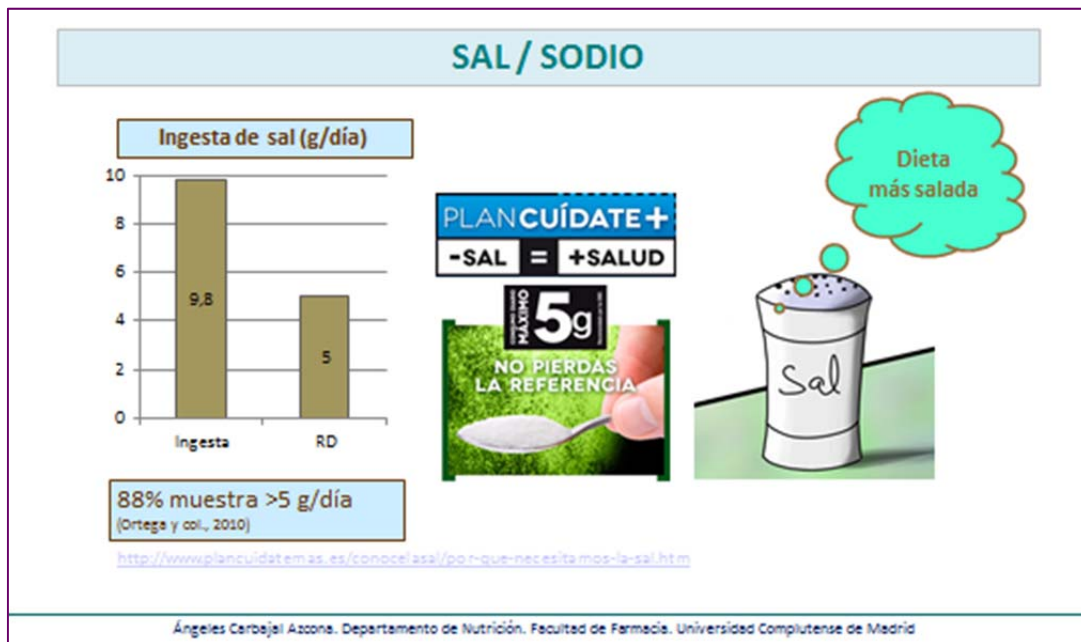 SAL / SODIO
Ingesta de sal (g/día)
10
8
6
4
2
0
9,8
5
Ingesta
RD
88% muestra >5 g/día
(Ortega y col., 2010)
PLAN CUÍDATE +
-SAL = +SALUD
CONSUMO DIARIO
MÁXIMO
5g
NO PIERDAS
LA REFERENCIA
Dieta
más salada
Sal
http://www.plancuidatemas.es/conocelasal/por-que-necesitamos-la-sal.htm
Ángeles Carbajal Azcona. Departamento de Nutrición. Facultad de Farmacia. Universidad Complutense de Madrid